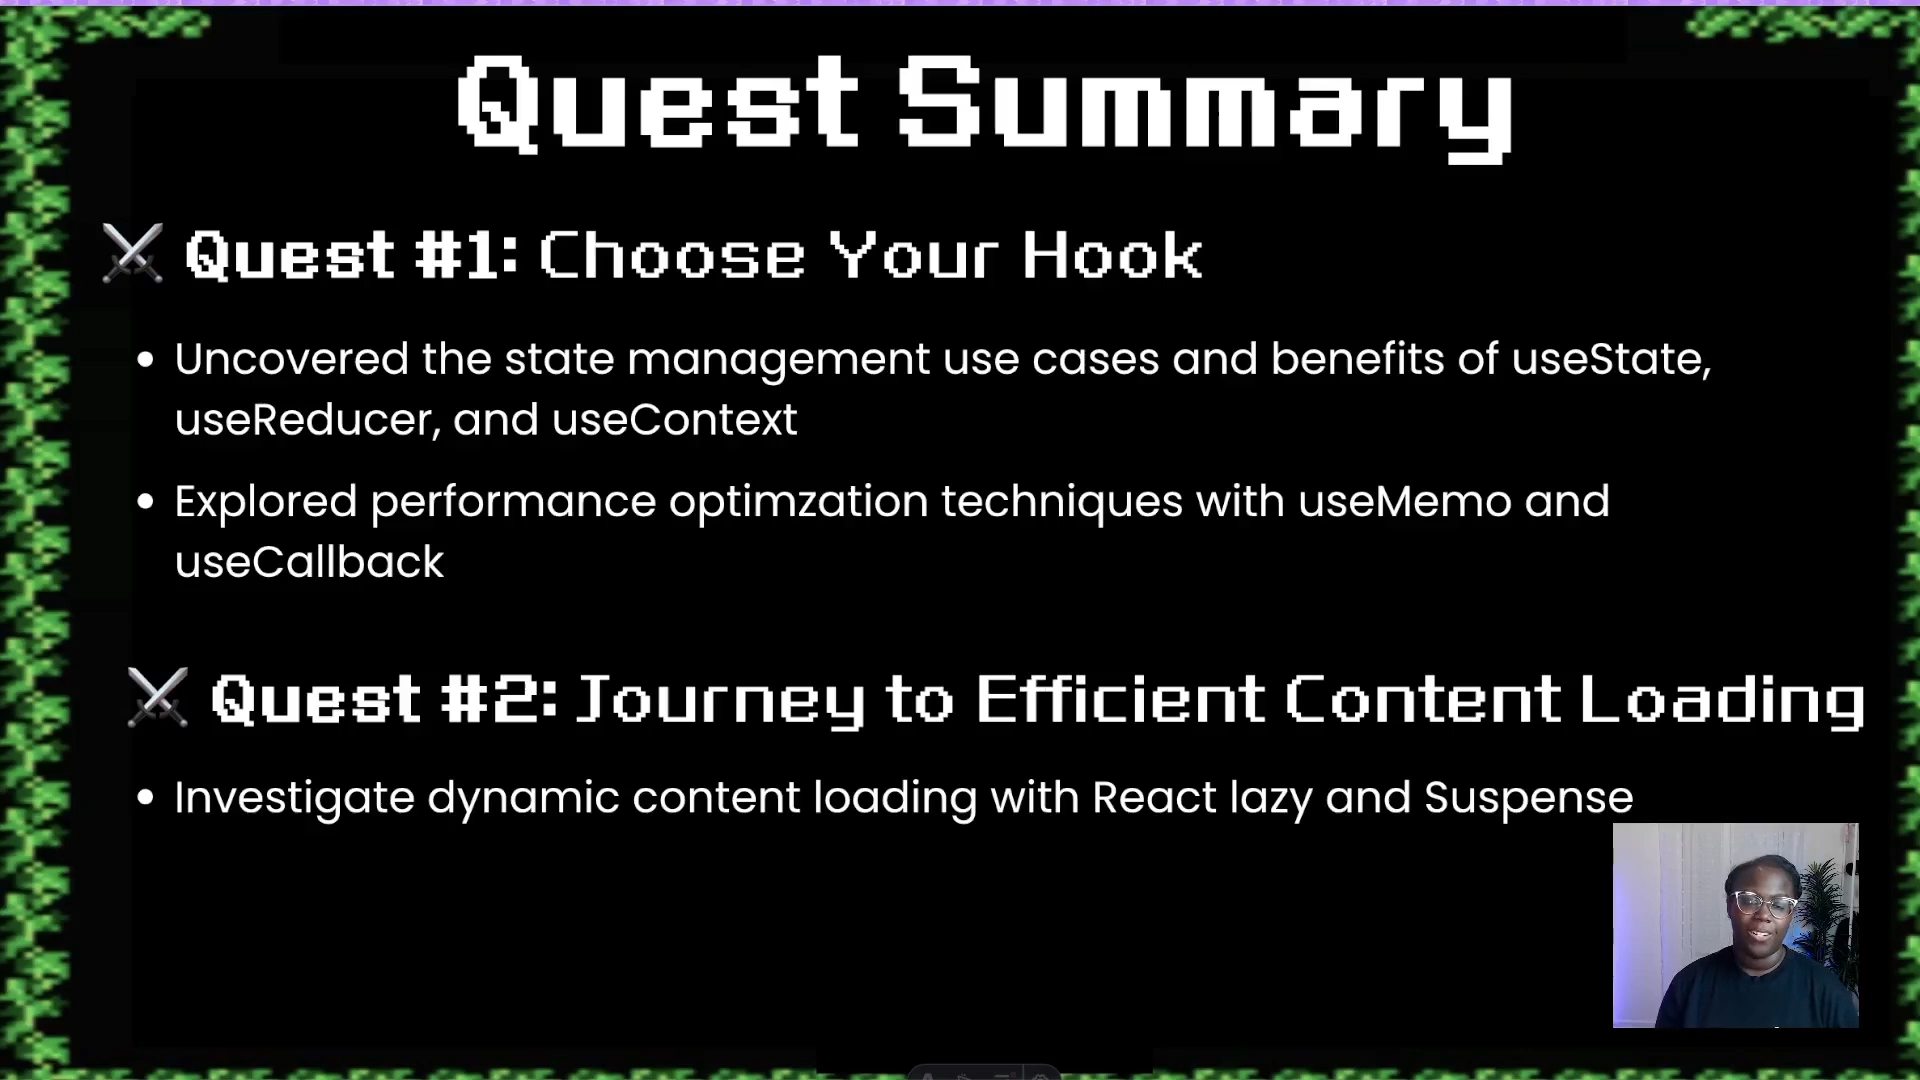 Quest Summary
Quest #1: Choose Your Hook
• Uncovered the state management use cases and benefits of useState,
useReducer, and useContext
• Explored performance optimzation techniques with useMemo and
useCallback
Quest #2: Journey to Efficient Content Loading
• Investigate dynamic content loading with React lazy and Suspense